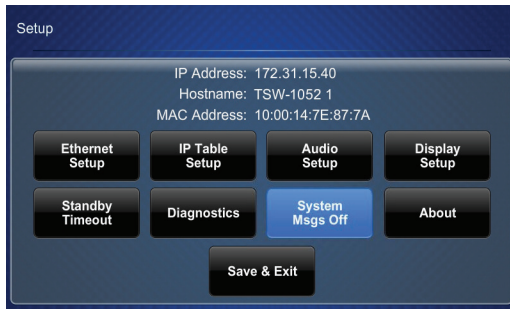 Setup
IP Address: 172.31.15.40
Hostname: TSW-1052 1
MAC Address: 10:00:14:7E:87:7A
Ethernet Setup
IP Table Setup
Audio Setup
Display Setup
Standby Timeout
Diagnostics
System Msgs Off
About
Save & Exit